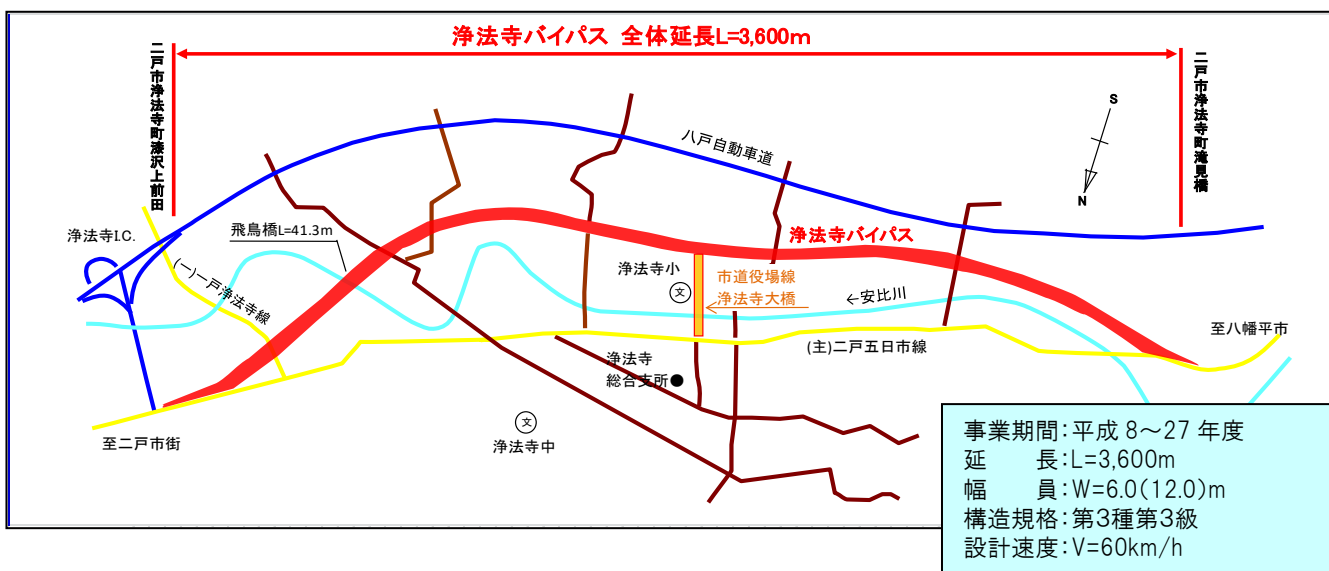 浄法寺バイパス 全体延長L=3,600m
二戸市浄法寺町漆沢上前田
二戸市浄法寺町滝見橋
S
N
八戸自動車道
浄法寺I.C.
飛鳥橋L=41.3m
(一)一戸浄法寺線
浄法寺バイパス
浄法寺小
文
市道役場線
浄法寺大橋
←安比川
(主)二戸五日市線
至八幡平市
浄法寺
総合支所●
文
浄法寺中
至二戸市街
事業期間:平成 8～27 年度
延　　長:L=3,600m
幅　　員:W=6.0(12.0)m
構造規格:第3種第3級
設計速度:V=60km/h